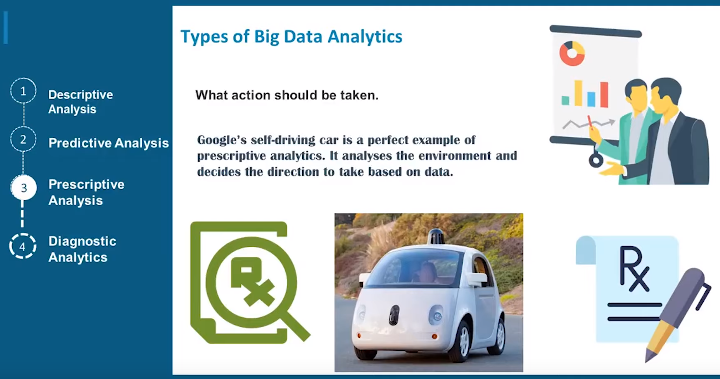 Types of Big Data Analytics
1
Descriptive
Analysis
2
Predictive Analysis
3
Prescriptive
Analysis
4
Diagnostic
Analytics
What action should be taken.
Google's self-driving car is a perfect example of
prescriptive analytics. It analyses the environment and
decides the direction to take based on data.
Rx
Rx